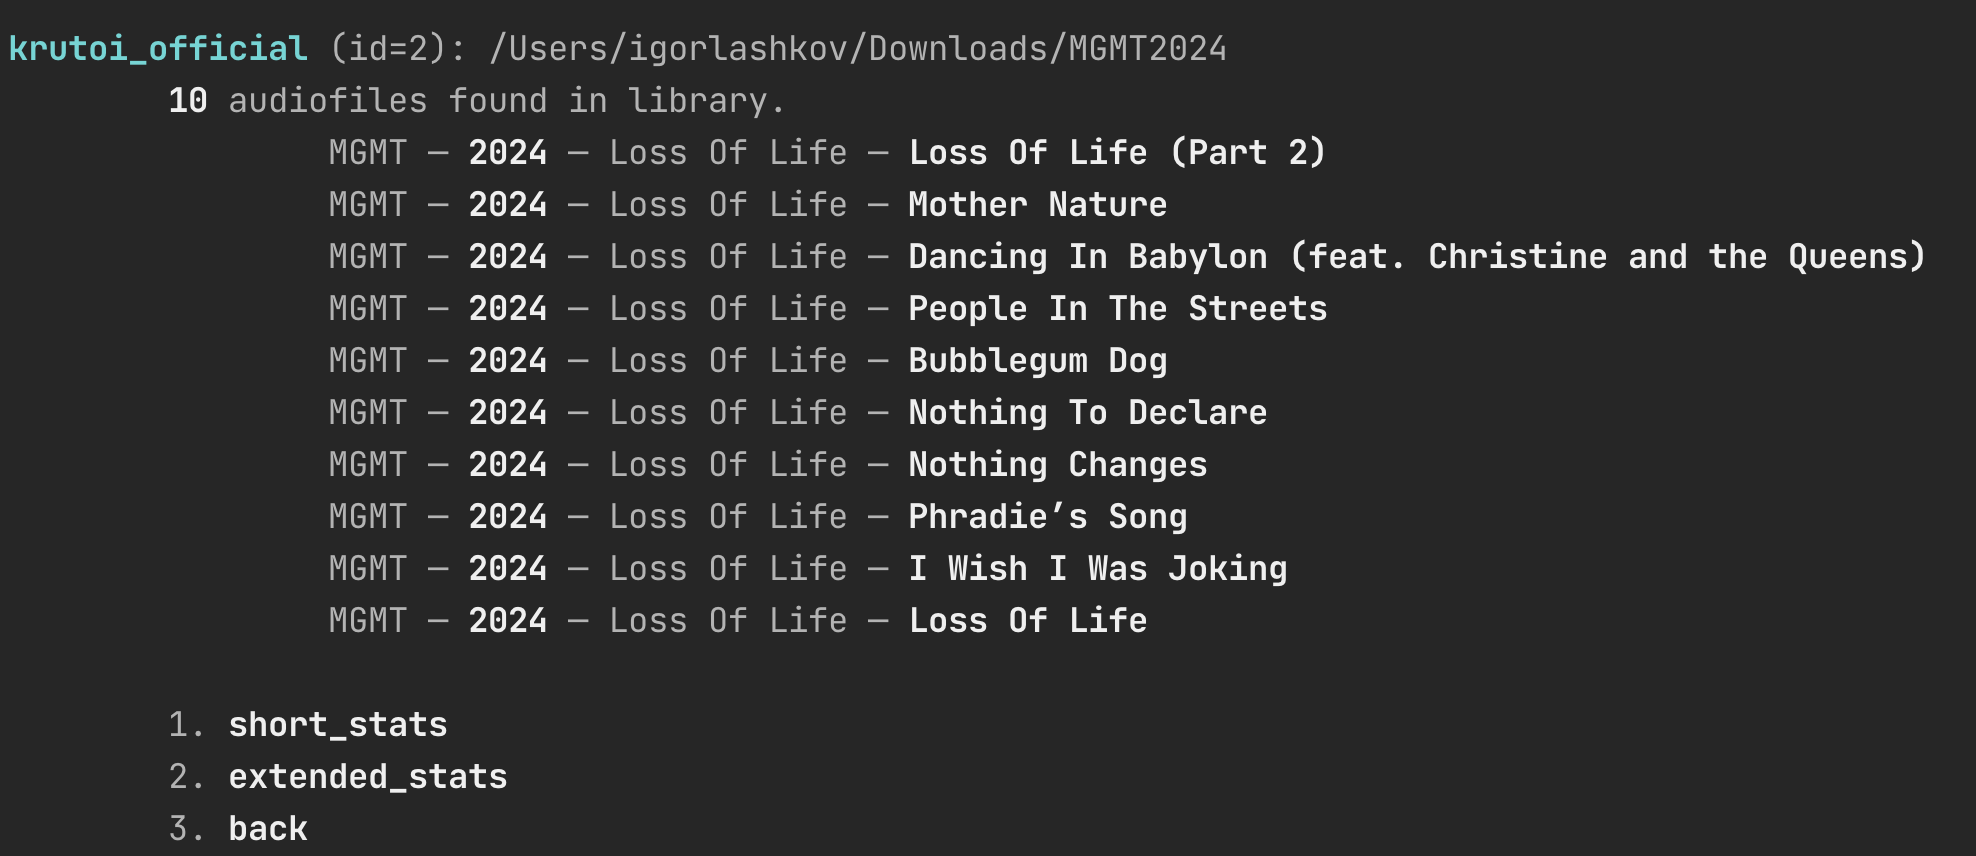 krutoi_official (id=2): /Users/igorlashkov/Downloads/MGMT2024
10 audiofiles found in library.
MGMT — 2024 — Loss Of Life — Loss Of Life (Part 2)
MGMT — 2024 — Loss Of Life — Mother Nature
MGMT — 2024 — Loss Of Life — Dancing In Babylon (feat. Christine and the Queens)
MGMT — 2024 — Loss Of Life — People In The Streets
MGMT — 2024 — Loss Of Life — Bubblegum Dog
MGMT — 2024 — Loss Of Life — Nothing To Declare
MGMT — 2024 — Loss Of Life — Nothing Changes
MGMT — 2024 — Loss Of Life — Phradie’s Song
MGMT — 2024 — Loss Of Life — I Wish I Was Joking
MGMT — 2024 — Loss Of Life — Loss Of Life
1. short_stats
2. extended_stats
3. back